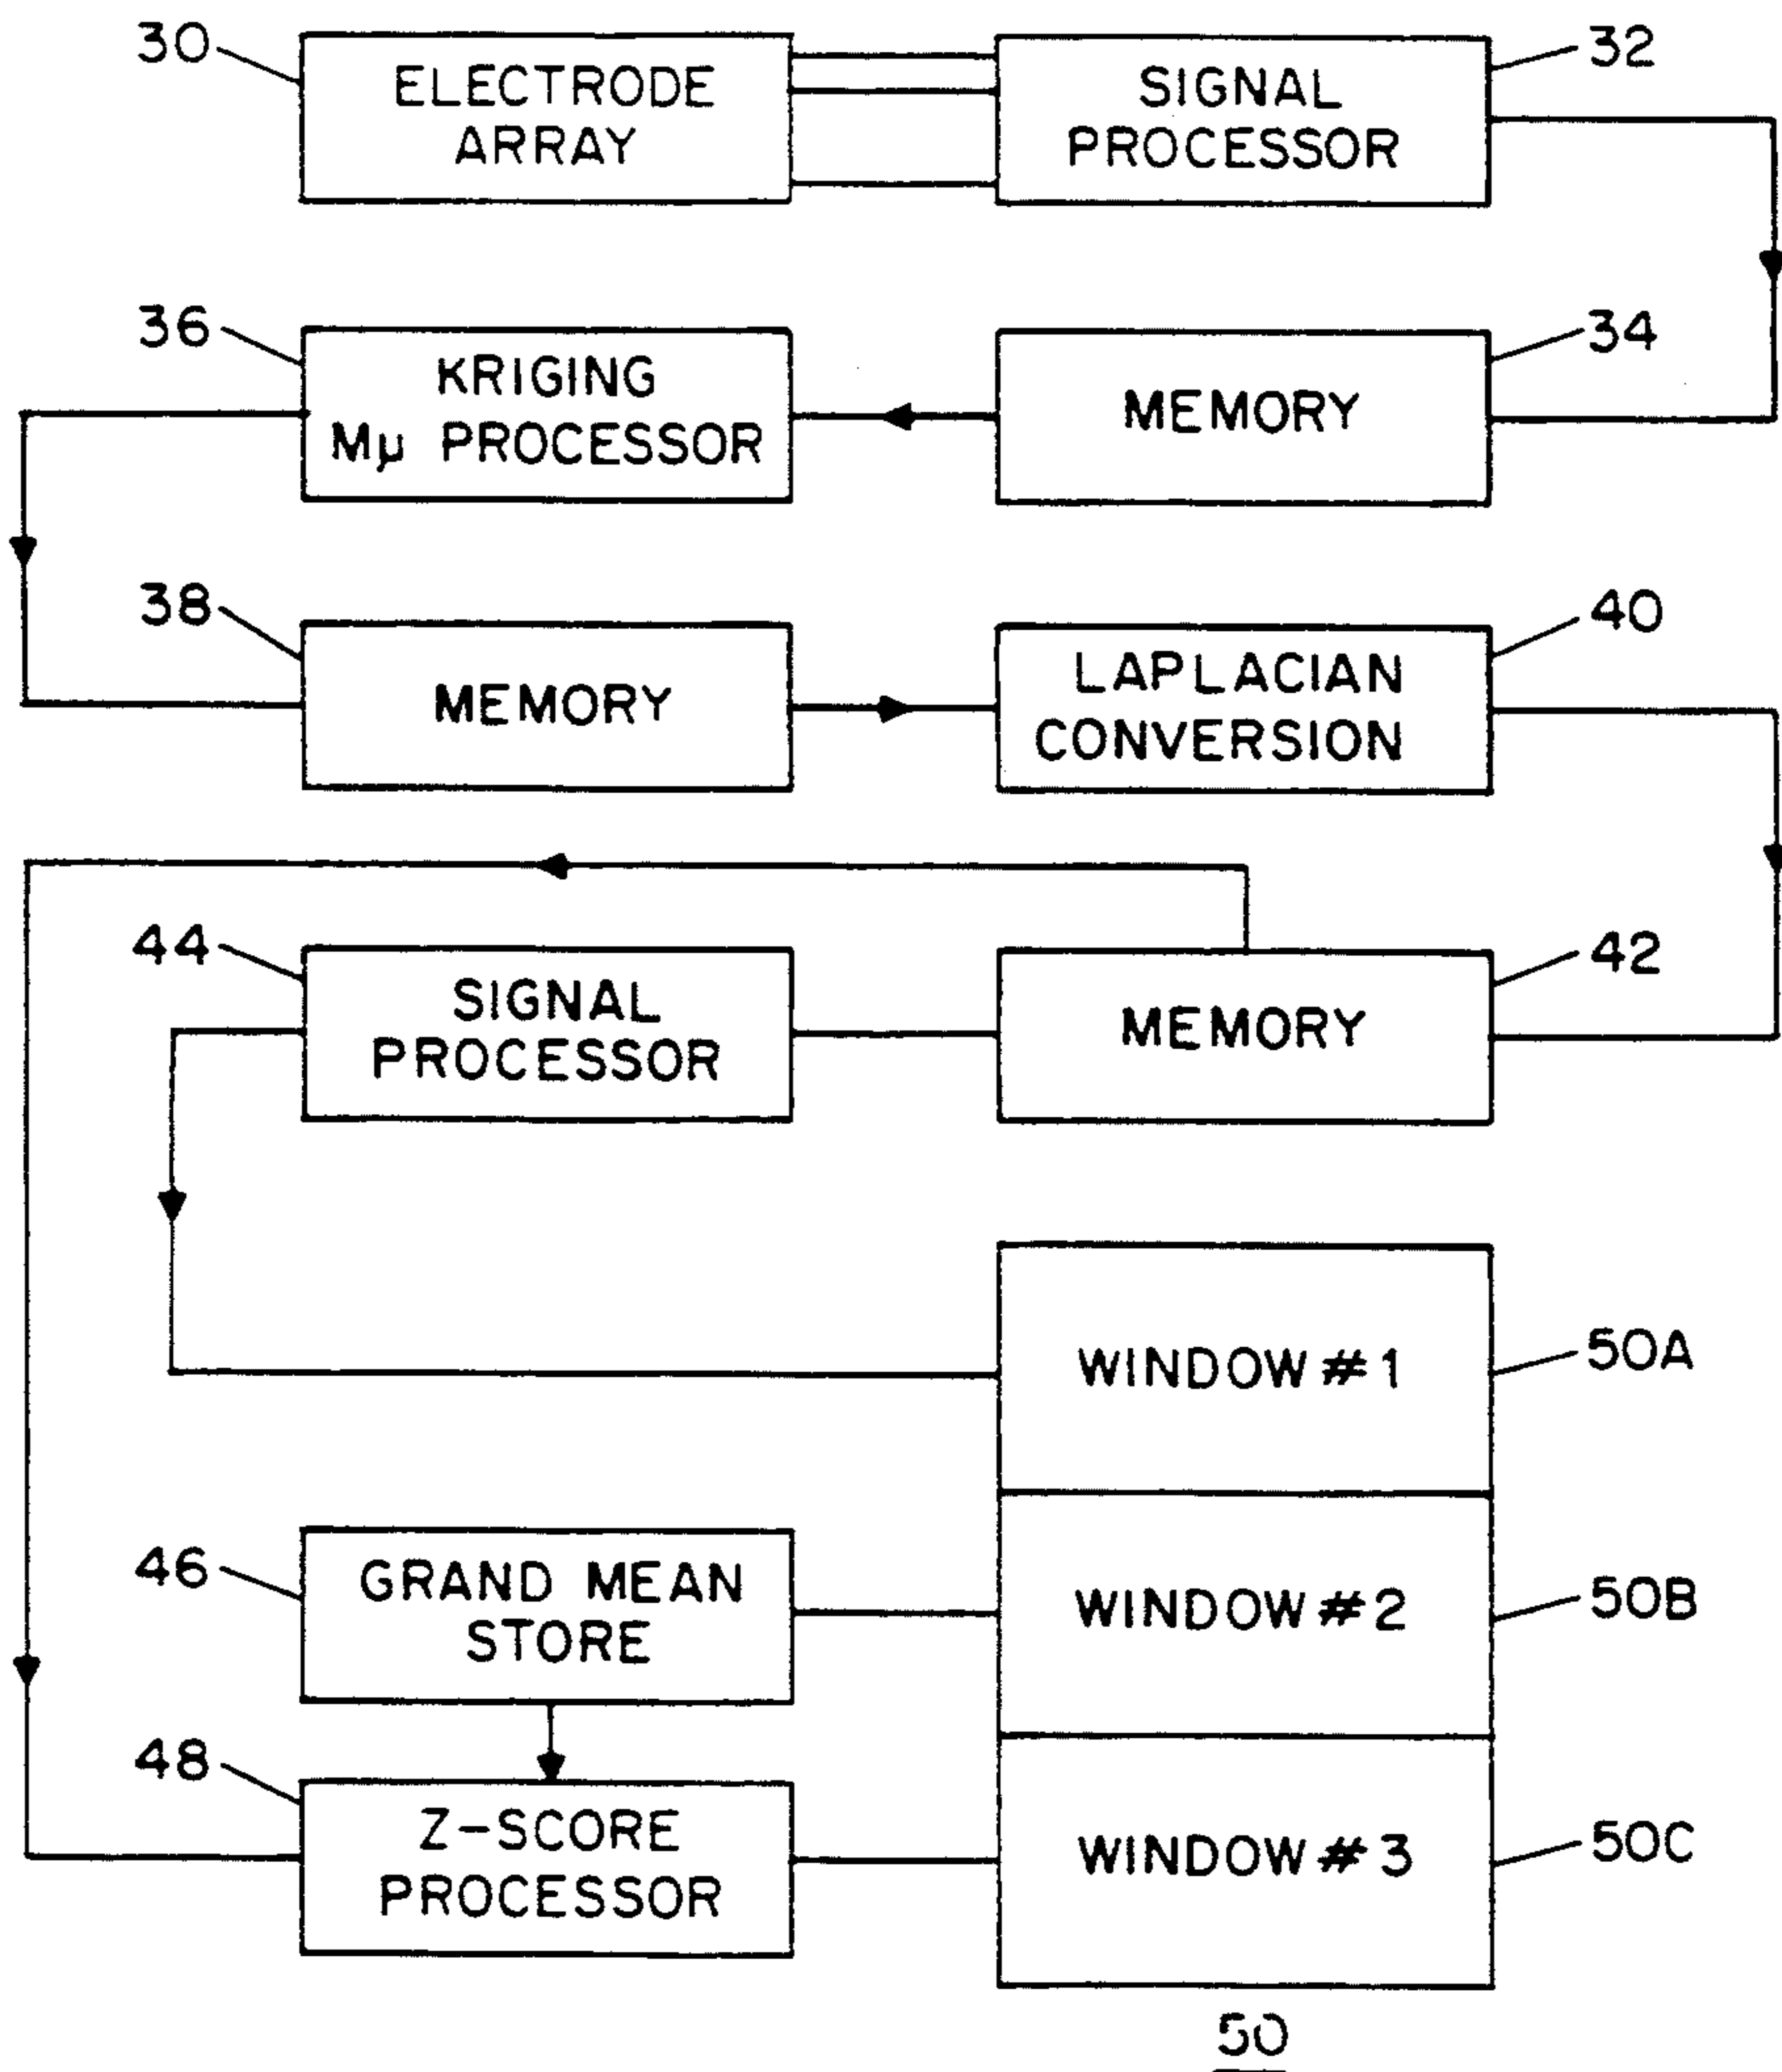 30
ELECTRODE
ARRAY
SIGNAL
PROCESSOR
32
36
KRIGING
Mμ PROCESSOR
MEMORY
34
38
MEMORY
LAPLACIAN
CONVERSION
40
44
SIGNAL
PROCESSOR
MEMORY
42
WINDOW #1
50A
46
GRAND MEAN
STORE
WINDOW #2
50B
48
Z-SCORE
PROCESSOR
WINDOW #3
50C
50